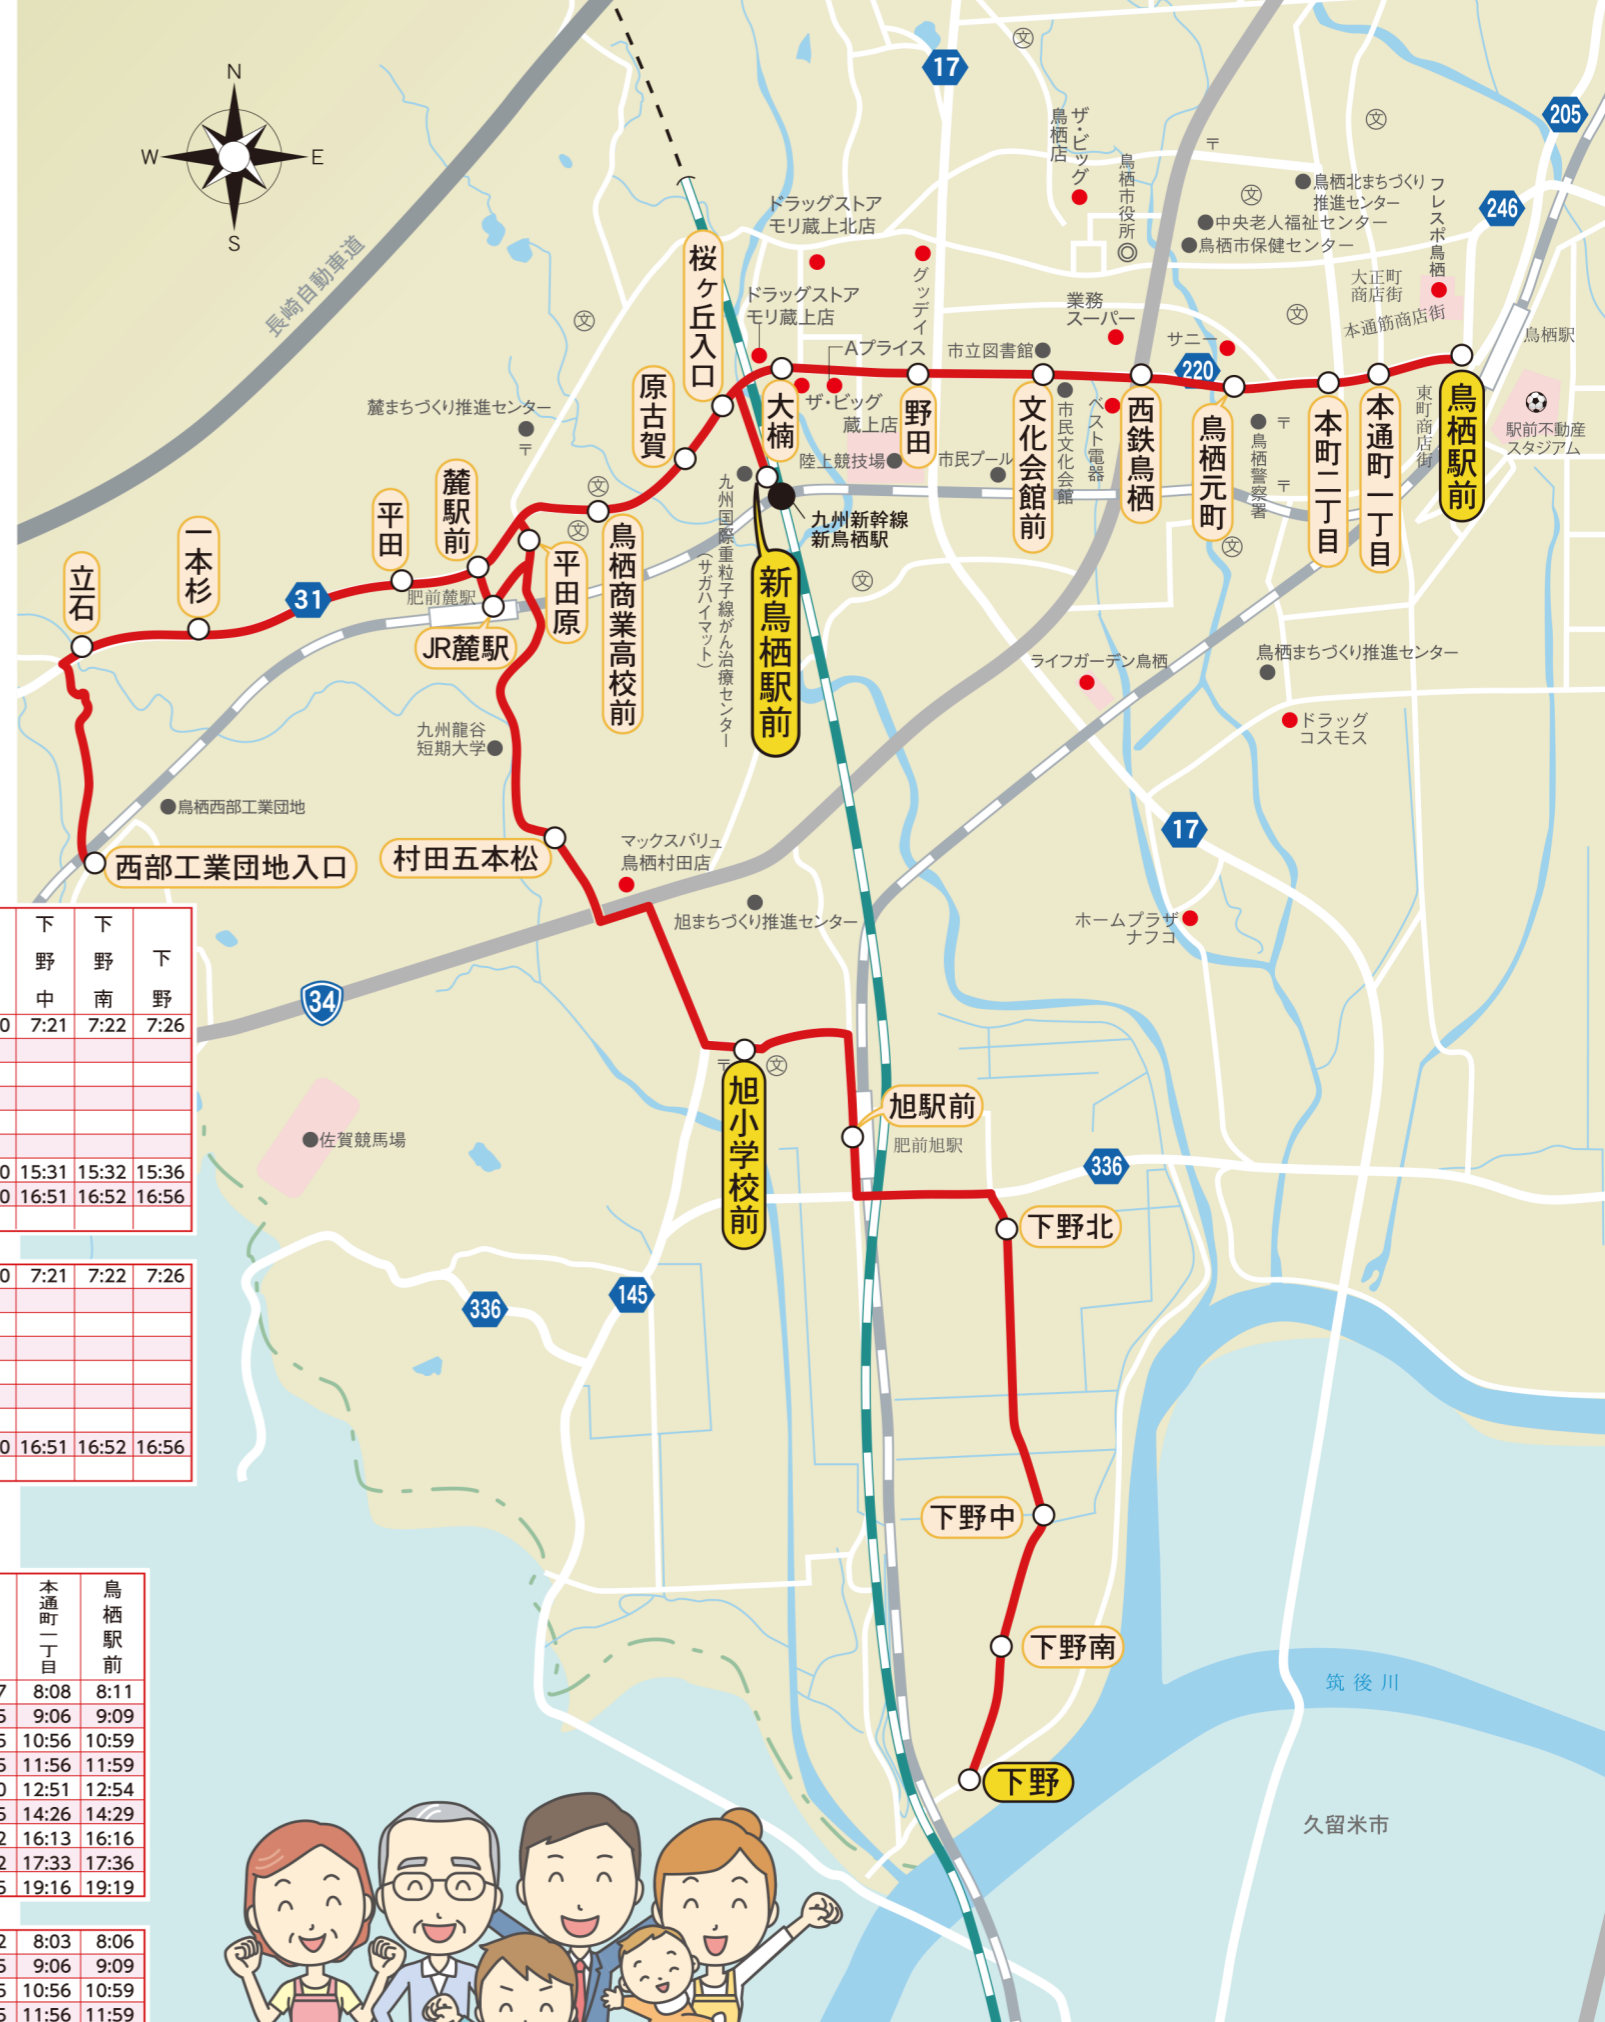 N
W
E
S
長崎自動車道
17
205
246
ザ・ビッグ
鳥栖店
鳥栖市役所
文
〒
鳥栖北まちづくり
推進センター
中央老人福祉センター
鳥栖市保健センター
フレスポ鳥栖
大正町
商店街
本通筋商店街
鳥栖駅
ドラッグストア
モリ蔵上北店
ドラッグストア
モリ蔵上店
グッデイ
Aプライス
業務
スーパー
サニー
市立図書館
220
桜ヶ丘入口
原古賀
大楠
ザ・ビッグ
蔵上店
野田
文化会館前
市民文化会館
ベスト電器
西鉄鳥栖
鳥栖元町
鳥栖警察署
〒
〒
本町二丁目
本通町一丁目
東町商店街
鳥栖駅前
駅前不動産
スタジアム
陸上競技場
市民プール
麓まちづくり推進センター
〒
麓駅前
平田
一本杉
立石
31
肥前麓駅
JR麓駅
平田原
鳥栖商業高校前
九州国際重粒子線がん治療センター
(サガハイマット)
九州新幹線
新鳥栖駅
新鳥栖駅前
ライフガーデン鳥栖
鳥栖まちづくり推進センター
ドラッグ
コスモス
九州龍谷
短期大学
鳥栖西部工業団地
西部工業団地入口
村田五本松
マックスバリュ
鳥栖村田店
17
旭まちづくり推進センター
ホームプラザ
ナフコ
34
〒
文
旭小学校前
旭駅前
肥前旭駅
佐賀競馬場
336
下野北
336
145
下野中
下野南
下野
筑後川
久留米市
下野中 下野南 下野
0 7:21 7:22 7:26
0 15:31 15:32 15:36
0 16:51 16:52 16:56
0 7:21 7:22 7:26
0 16:51 16:52 16:56
本通町一丁目 鳥栖駅前
7 8:08 8:11
5 9:06 9:09
5 10:56 10:59
5 11:56 11:59
0 12:51 12:54
5 14:26 14:29
2 16:13 16:16
2 17:33 17:36
5 19:16 19:19
2 8:03 8:06
5 9:06 9:09
5 10:56 10:59
5 11:56 11:59